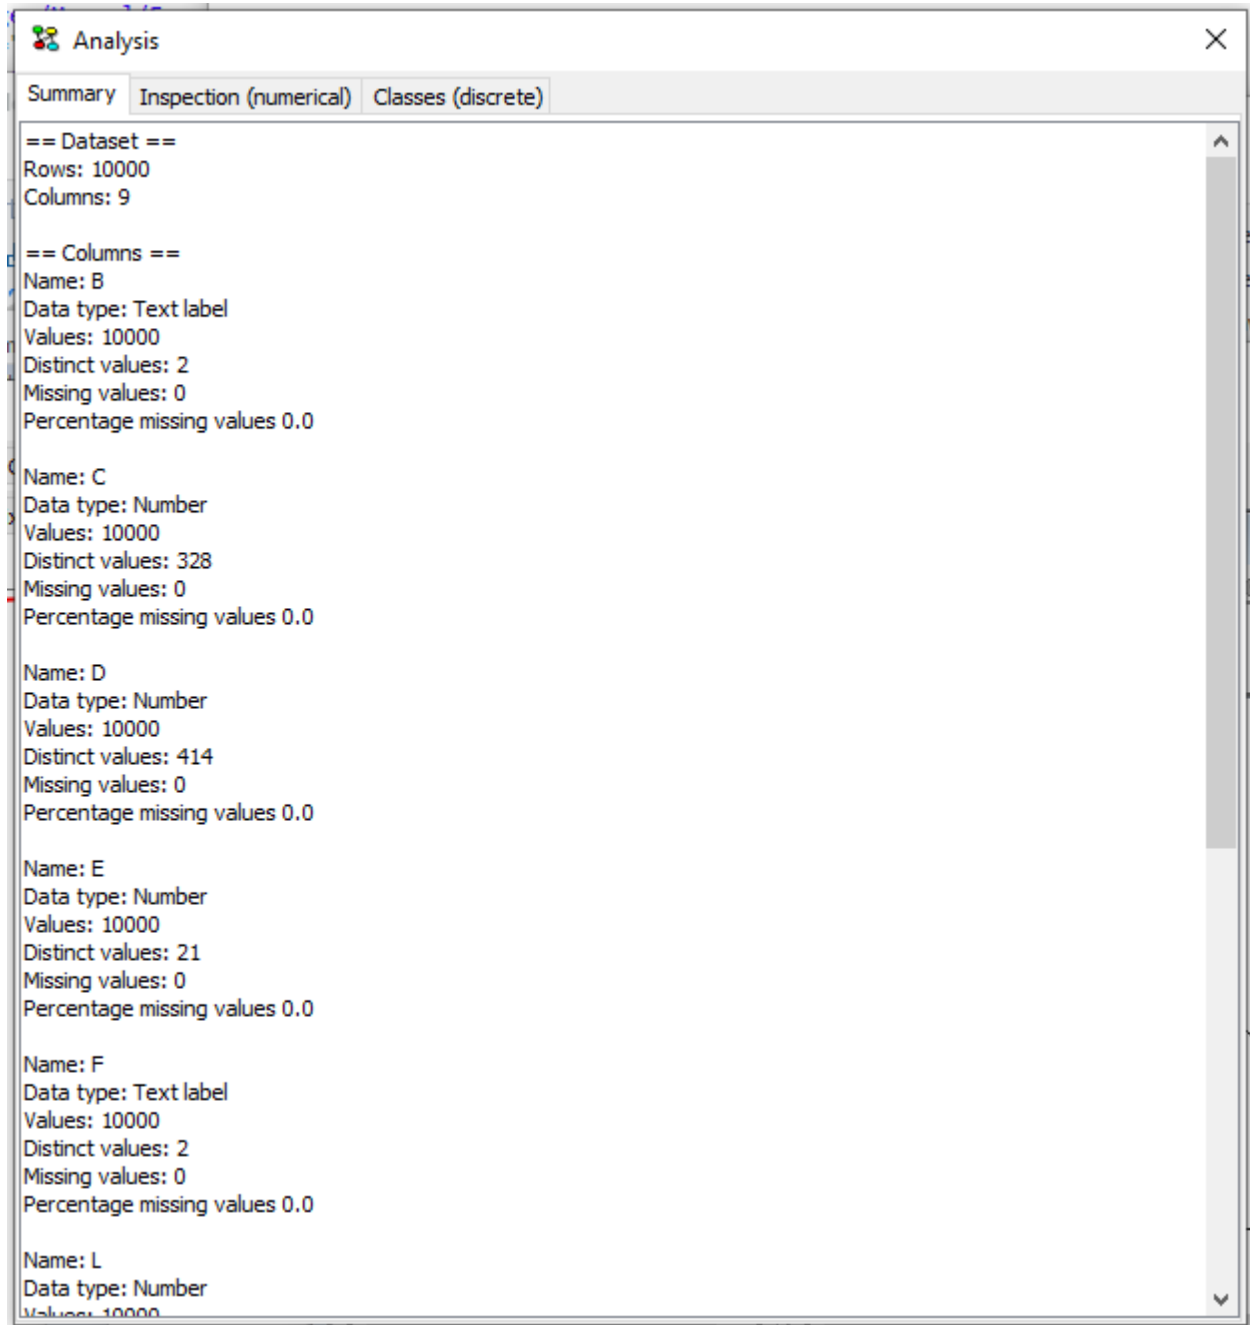 Analysis
Summary Inspection (numerical) Classes (discrete)
== Dataset ==
Rows: 10000
Columns: 9
== Columns ==
Name: B
Data type: Text label
Values: 10000
Distinct values: 2
Missing values: 0
Percentage missing values 0.0
Name: C
Data type: Number
Values: 10000
Distinct values: 328
Missing values: 0
Percentage missing values 0.0
Name: D
Data type: Number
Values: 10000
Distinct values: 414
Missing values: 0
Percentage missing values 0.0
Name: E
Data type: Number
Values: 10000
Distinct values: 21
Missing values: 0
Percentage missing values 0.0
Name: F
Data type: Text label
Values: 10000
Distinct values: 2
Missing values: 0
Percentage missing values 0.0
Name: L
Data type: Number
Values: 10000